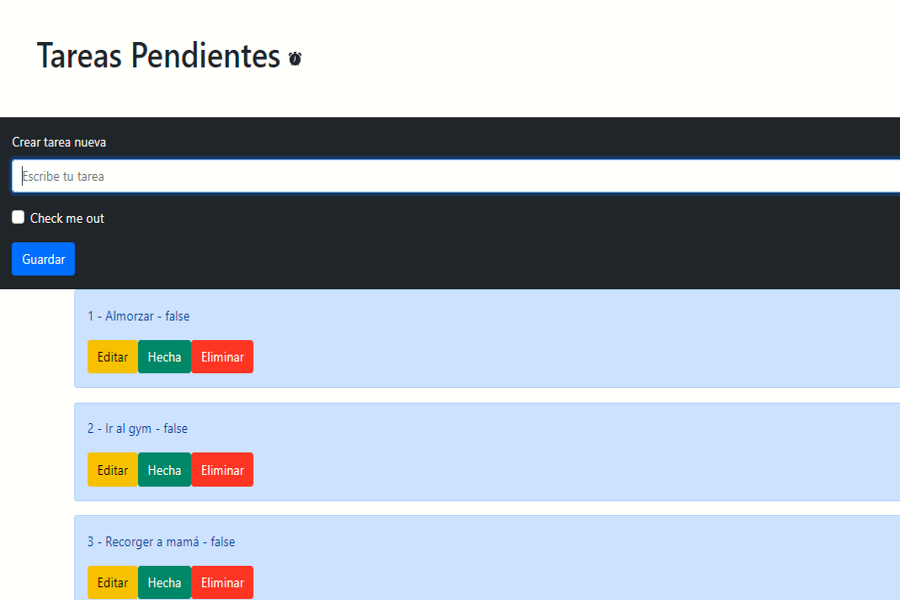 Tareas Pendientes
Crear tarea nueva
Escribe tu tarea
Check me out
Guardar
1 - Almorzar - false
Editar Hecha Eliminar
2 - Ir al gym - false
Editar Hecha Eliminar
3 - Recorger a mamá - false
Editar Hecha Eliminar